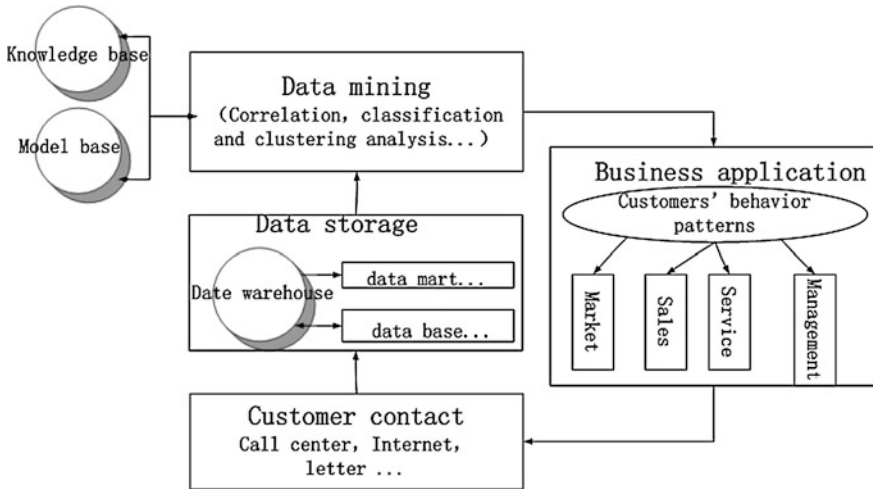 Knowledge base
Model base
Data mining
(Correlation, classification
and clustering analysis...)
Business application
Customers' behavior
patterns
Market
Sales
Service
Management
Data storage
Date warehouse
data mart...
data base...
Customer contact
Call center, Internet,
letter ...